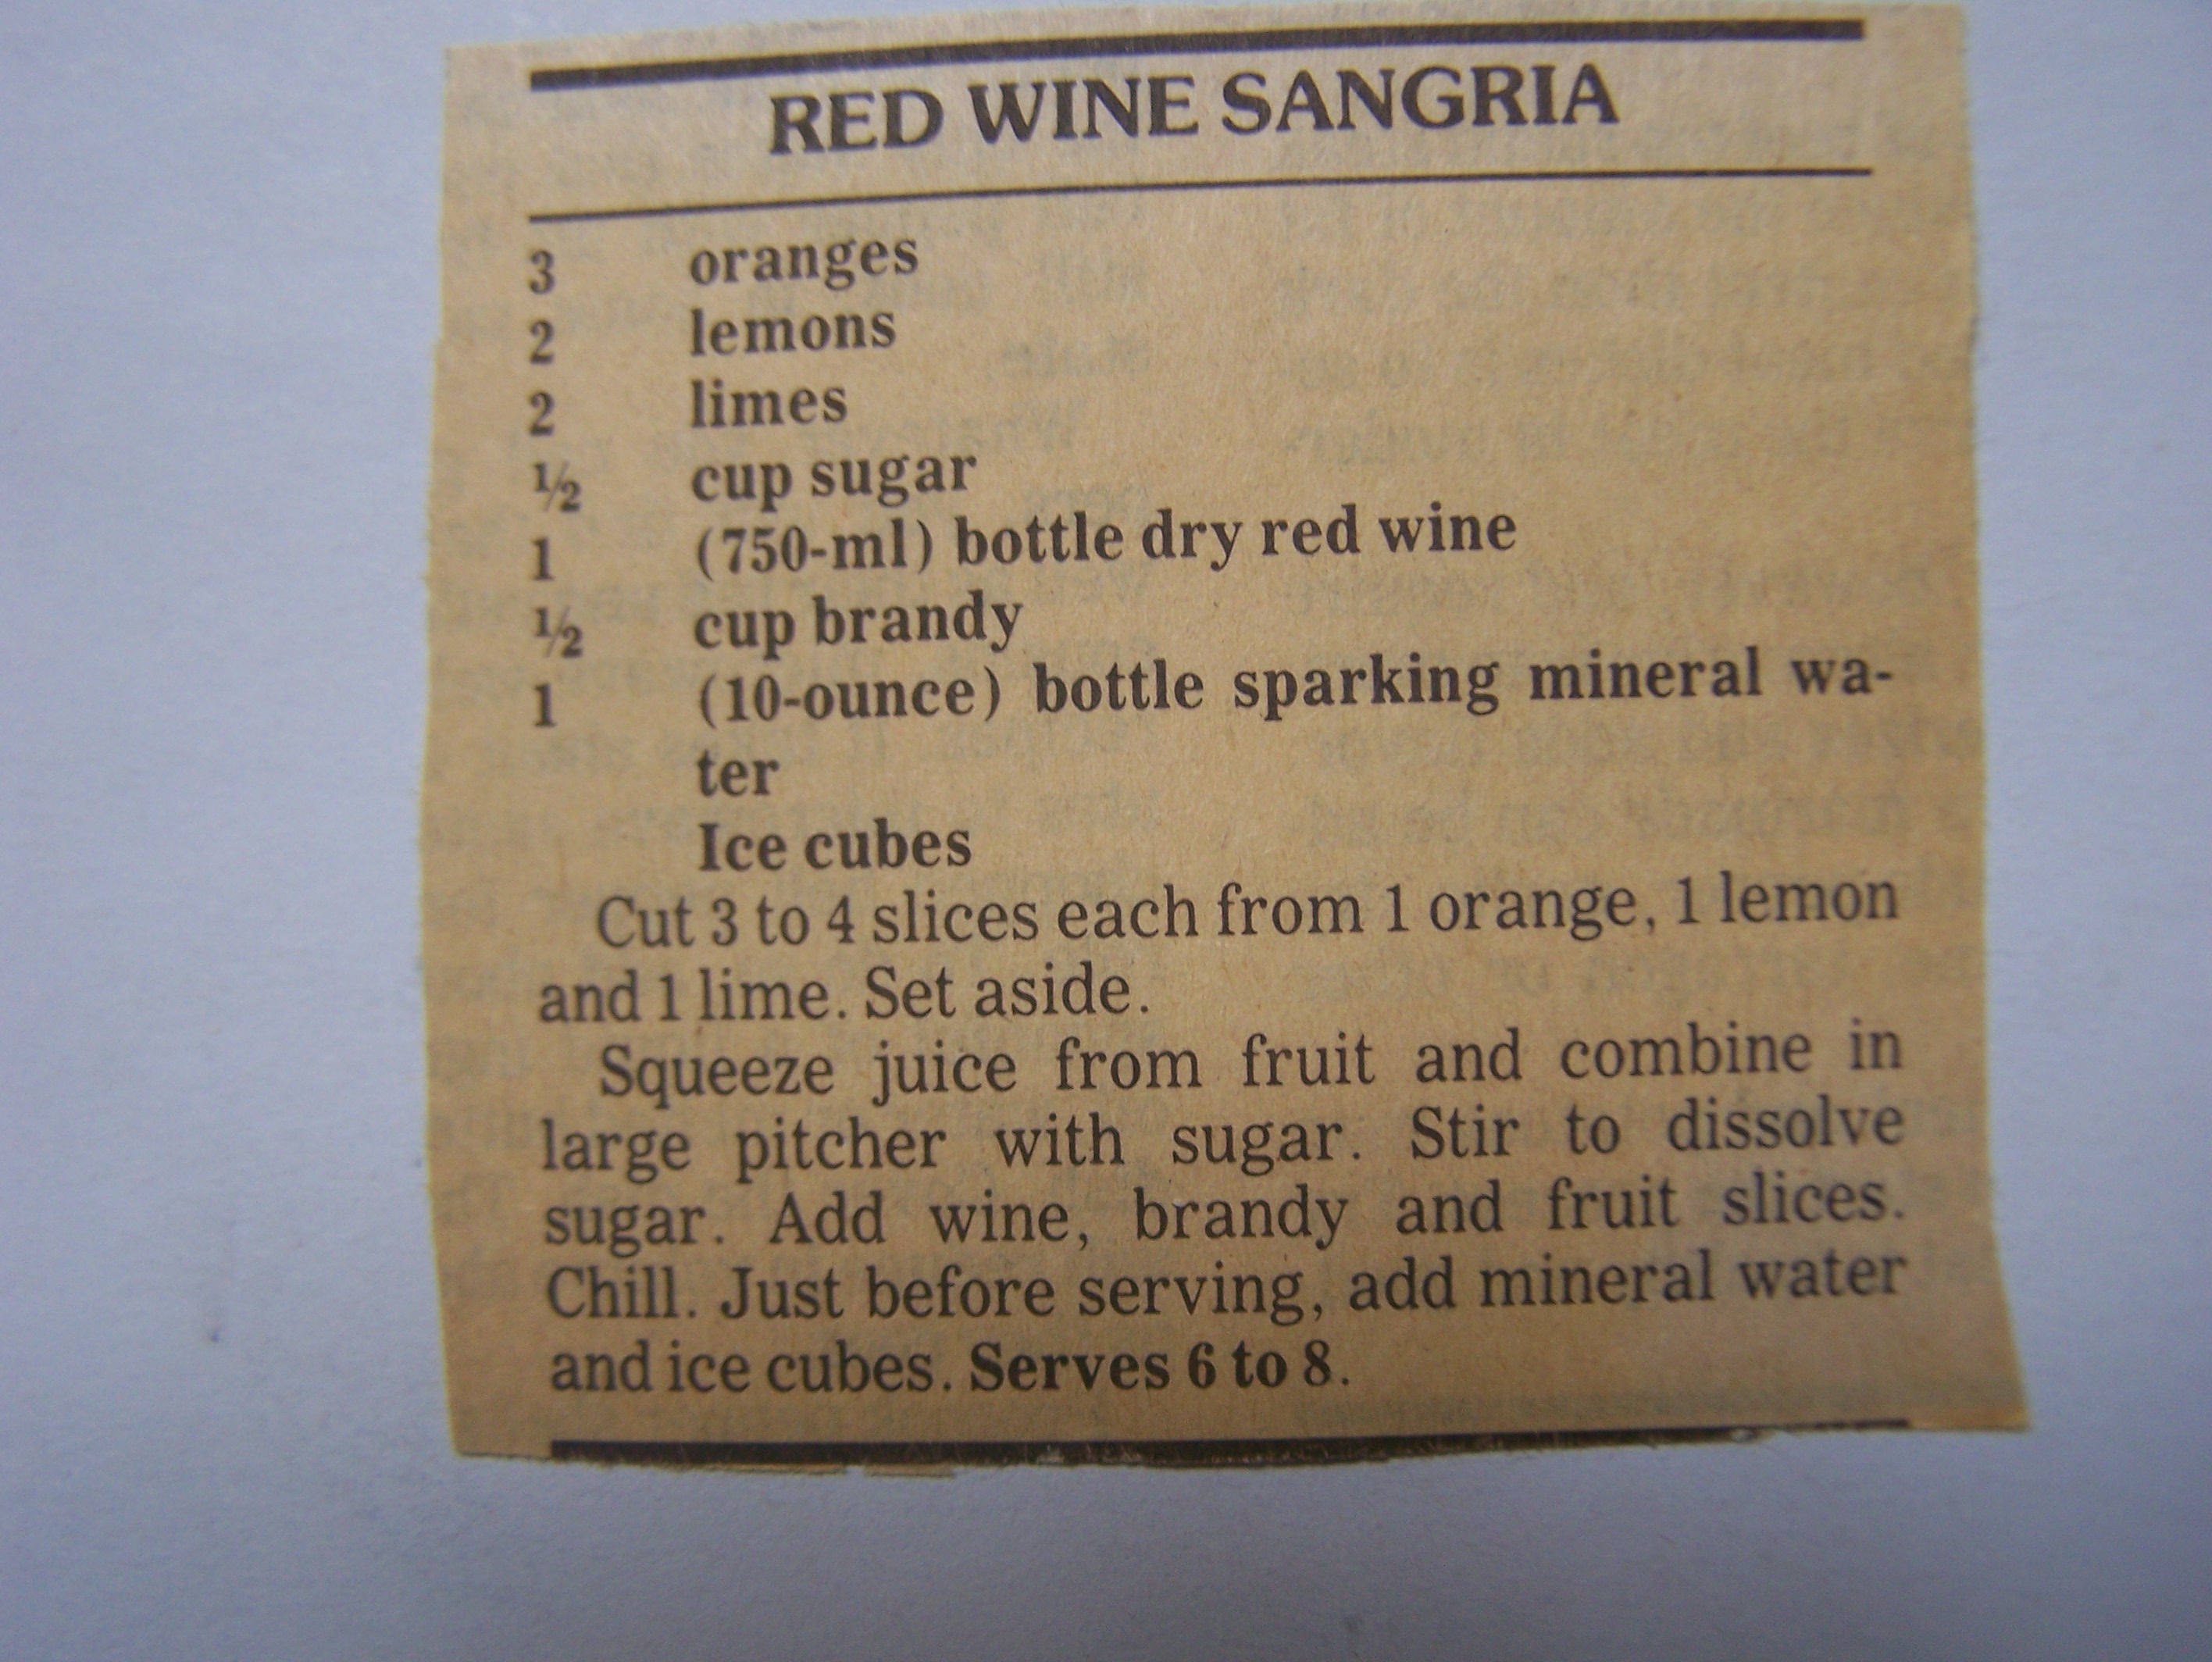 RED WINE SANGRIA
3 oranges
2 lemons
2 limes
½ cup sugar
1 (750-ml) bottle dry red wine
½ cup brandy
1 (10-ounce) bottle sparking mineral wa-
ter
Ice cubes
Cut 3 to 4 slices each from 1 orange, 1 lemon
and 1 lime. Set aside.
Squeeze juice from fruit and combine in
large pitcher with sugar. Stir to dissolve
sugar. Add wine, brandy and fruit slices.
Chill. Just before serving, add mineral water
and ice cubes. Serves 6 to 8.